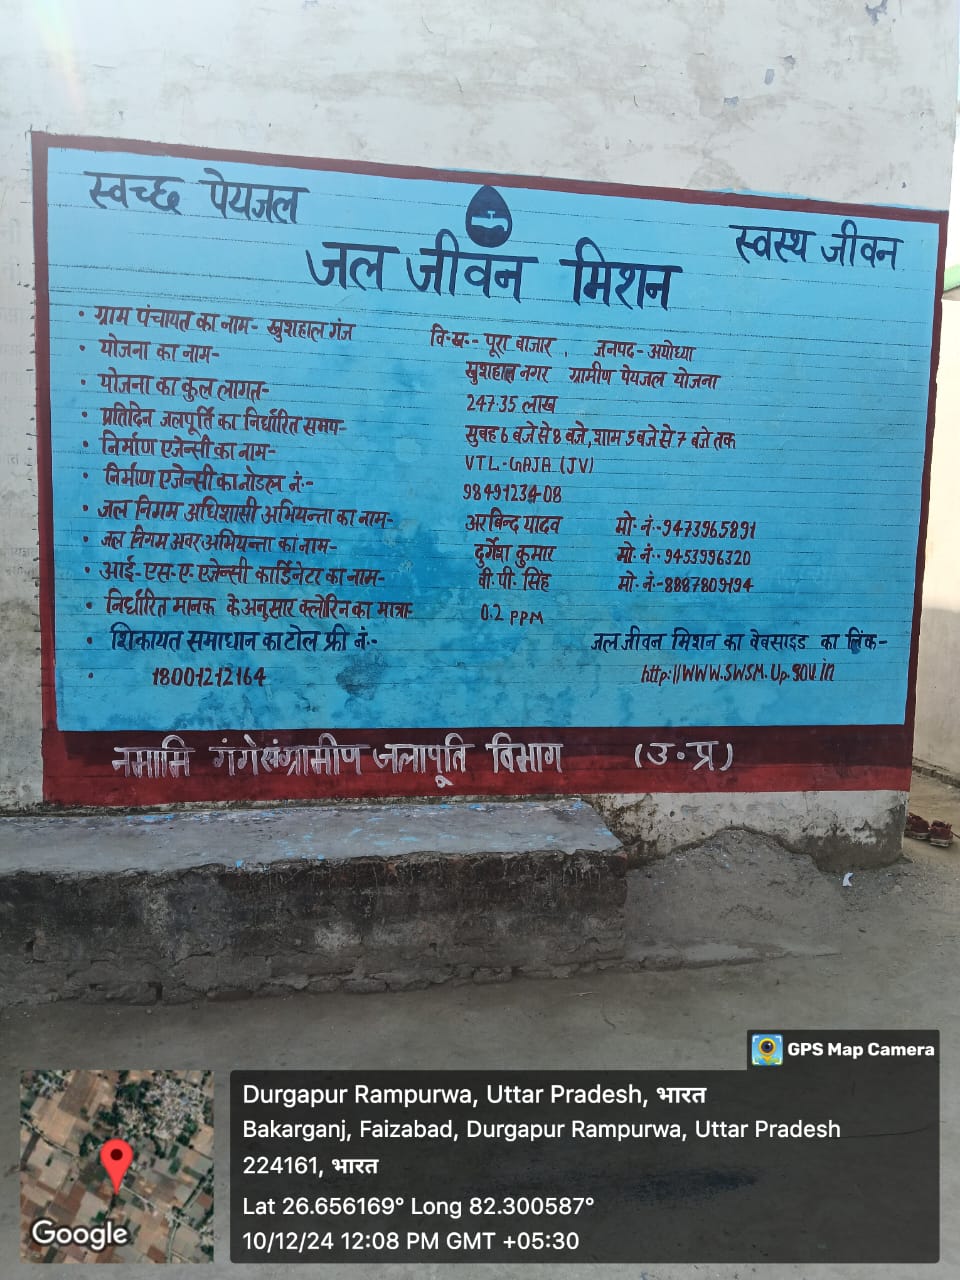 स्वच्छ पेयजल
स्वस्थ जीवन
जल जीवन मिशन
• ग्राम पंचायत का नाम- खुशहाल गंज वि·ख·- पूरा बाजार, जनपद- अयोध्या
• योजना का नाम- खुशहाल नगर ग्रामीण पेयजल योजना
• योजना का कुल लागत- 247.35 लाख
• प्रतिदिन जलपूर्ति का निर्धारित समय- सुबह 6 बजे से 8 बजे, शाम 5 बजे से 7 बजे तक
• निर्माण एजेन्सी का नाम- VTL-GAJA (JV)
• निर्माण एजेन्सी का नोडल नं·- 9849123408
• जल निगम अधिशासी अभियन्ता का नाम- अरबिन्द यादव मो·नं·-9473965891
• जल निगम अवर अभियन्ता का नाम- दुर्गेश कुमार मो·नं·-9453996320
• आई·एस·ए·एजेन्सी कार्डिनेटर का नाम- वी·पी·सिंह मो·नं·-8887809194
• निर्धारित मानक के अनुसार क्लोरिन का मात्रा- 0.2 PPM
• शिकायत समाधान का टोल फ्री नं·- जल जीवन मिशन का वेबसाइड का लिंक-
• 18001212164 http://WWW.SWSM.Up.gov.in
नमामि गंगे संग्रामीण जलापूति विभाग (उ·प्र)
GPS Map Camera
Durgapur Rampurwa, Uttar Pradesh, भारत
Bakarganj, Faizabad, Durgapur Rampurwa, Uttar Pradesh
224161, भारत
Lat 26.656169° Long 82.300587°
10/12/24 12:08 PM GMT +05:30
Google